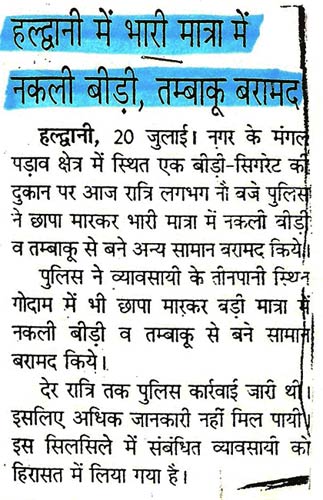 हल्द्वानी में भारी मात्रा में
नकली बीड़ी, तम्बाकू बरामद
हल्द्वानी, 20 जुलाई। नगर के मंगल
पड़ाव क्षेत्र में स्थित एक बीड़ी-सिगरेट की
दुकान पर आज रात्रि लगभग नौ बजे पुलिस
ने छापा मारकर भारी मात्रा में नकली बीड़ी
व तम्बाकू से बने अन्य सामान बरामद किये।
पुलिस ने व्यावसायी के तीनपानी स्थित
गोदाम में भी छापा मारकर बड़ी मात्रा में
नकली बीड़ी व तम्बाकू से बने सामान
बरामद किये।
देर रात्रि तक पुलिस कार्रवाई जारी थी
इसलिए अधिक जानकारी नहीं मिल पायी।
इस सिलसिले में संबंधित व्यावसायी को
हिरासत में लिया गया है।